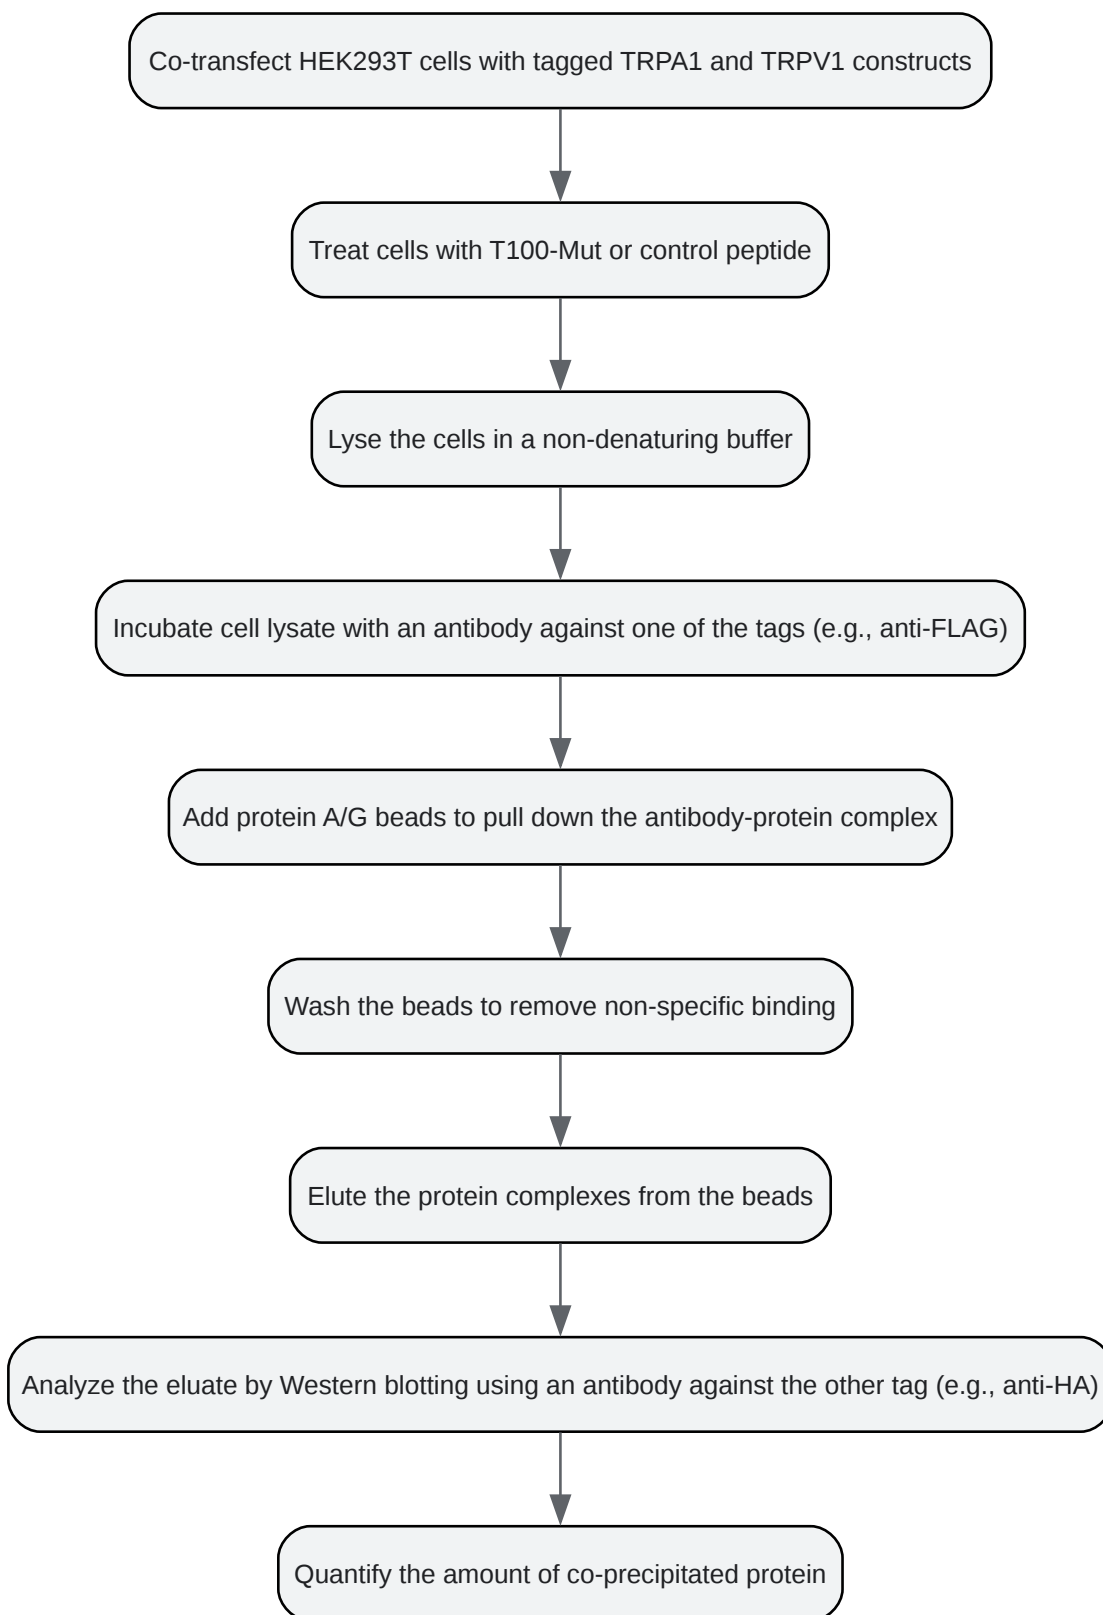 Co-transfect HEK293T cells with tagged TRPA1 and TRPV1 constructs
Treat cells with T100-Mut or control peptide
Lyse the cells in a non-denaturing buffer
Incubate cell lysate with an antibody against one of the tags (e.g., anti-FLAG)
Add protein A/G beads to pull down the antibody-protein complex
Wash the beads to remove non-specific binding
Elute the protein complexes from the beads
Analyze the eluate by Western blotting using an antibody against the other tag (e.g., anti-HA)
Quantify the amount of co-precipitated protein